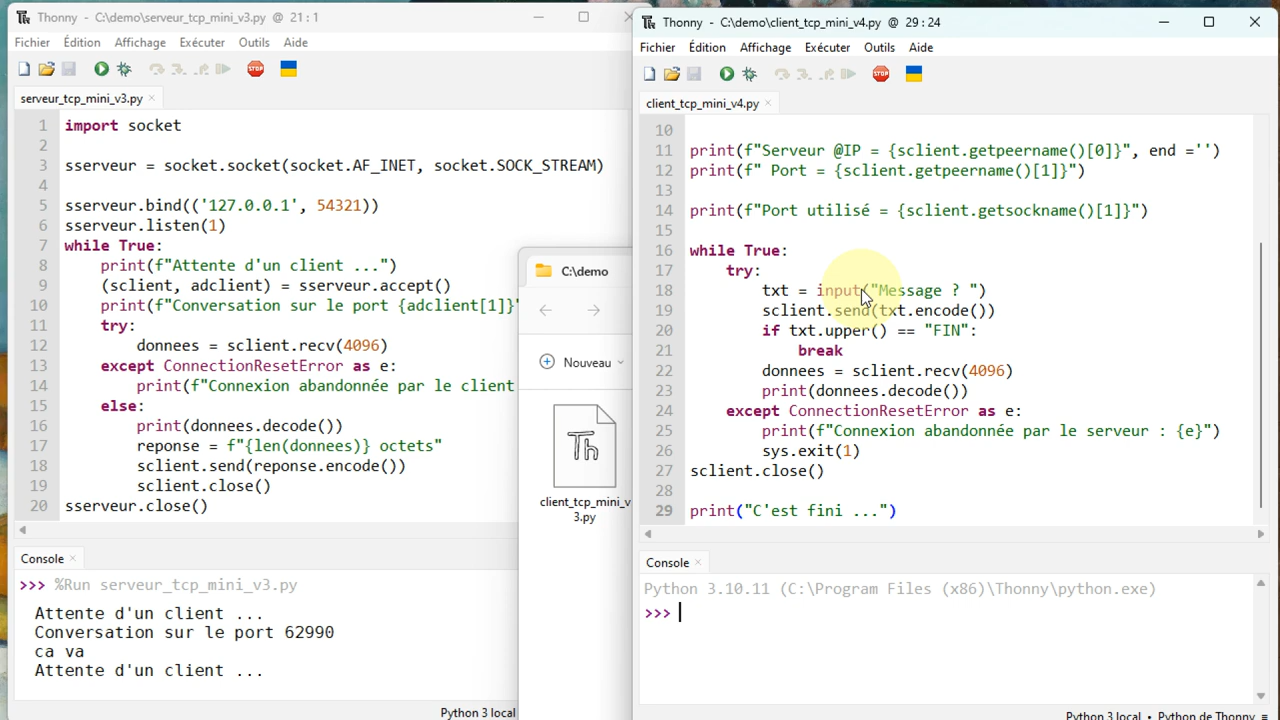 Thonny - C:\demo\serveur_tcp_mini_v3.py @ 21 : 1
Fichier Édition Affichage Exécuter Outils Aide
STOP
serveur_tcp_mini_v3.py
1 import socket
2
3 sserveur = socket.socket(socket.AF_INET, socket.SOCK_STREAM)
4
5 sserveur.bind(('127.0.0.1', 54321))
6 sserveur.listen(1)
7 while True:
8 print(f"Attente d'un client ...")
9 (sclient, adclient) = sserveur.accept()
10 print(f"Conversation sur le port {adclient[1]}"
11 try:
12 donnees = sclient.recv(4096)
13 except ConnectionResetError as e:
14 print(f"Connexion abandonnée par le client
15 else:
16 print(donnees.decode())
17 reponse = f"{len(donnees)} octets"
18 sclient.send(reponse.encode())
19 sclient.close()
20 sserveur.close()
Console
>>> %Run serveur_tcp_mini_v3.py
Attente d'un client ...
Conversation sur le port 62990
ca va
Attente d'un client ...
Python 3 local
C:\demo
Nouveau
Th
client_tcp_mini_v
3.py
Thonny - C:\demo\client_tcp_mini_v4.py @ 29 : 24
Fichier Édition Affichage Exécuter Outils Aide
STOP
client_tcp_mini_v4.py
10
11 print(f"Serveur @IP = {sclient.getpeername()[0]}", end ='')
12 print(f" Port = {sclient.getpeername()[1]}")
13
14 print(f"Port utilisé = {sclient.getsockname()[1]}")
15
16 while True:
17 try:
18 txt = input("Message ? ")
19 sclient.send(txt.encode())
20 if txt.upper() == "FIN":
21 break
22 donnees = sclient.recv(4096)
23 print(donnees.decode())
24 except ConnectionResetError as e:
25 print(f"Connexion abandonnée par le serveur : {e}")
26 sys.exit(1)
27 sclient.close()
28
29 print("C'est fini ...")
Console
Python 3.10.11 (C:\Program Files (x86)\Thonny\python.exe)
>>>
Python 3 local • Python de Thonny ≡